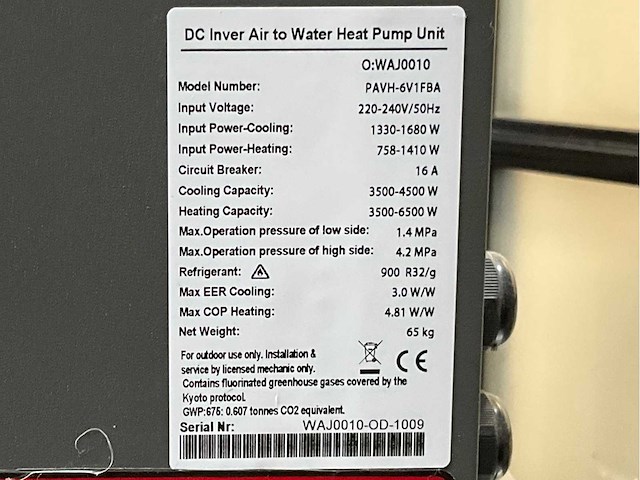 DC Inver Air to Water Heat Pump Unit
O:WAJ0010
Model Number: PAVH-6V1FBA
Input Voltage: 220-240V/50Hz
Input Power-Cooling: 1330-1680 W
Input Power-Heating: 758-1410 W
Circuit Breaker: 16 A
Cooling Capacity: 3500-4500 W
Heating Capacity: 3500-6500 W
Max.Operation pressure of low side: 1.4 MPa
Max.Operation pressure of high side: 4.2 MPa
Refrigerant: 900 R32/g
Max EER Cooling: 3.0 W/W
Max COP Heating: 4.81 W/W
Net Weight: 65 kg
For outdoor use only. Installation &
service by licensed mechanic only.
CE
Contains fluorinated greenhouse gases covered by the
Kyoto protocol.
GWP:675: 0.607 tonnes CO2 equivalent.
Serial Nr: WAJ0010-OD-1009